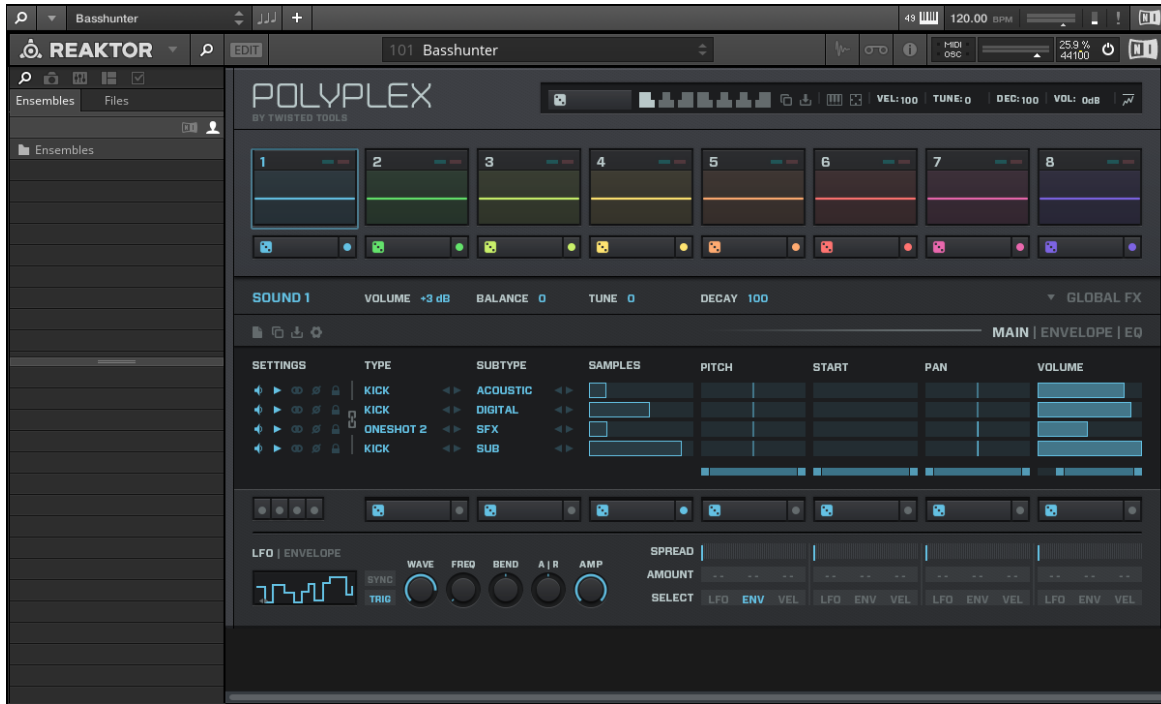 Basshunter 49 120.00 BPM NI
REAKTOR EDIT 101 Basshunter MIDI OSC 25.9 % 44100 NI
Ensembles Files
NI
Ensembles
POLYPLEX
BY TWISTED TOOLS
VEL:100 TUNE:0 DEC:100 VOL: 0dB
1 2 3 4 5 6 7 8
SOUND 1 VOLUME +3 dB BALANCE 0 TUNE 0 DECAY 100 GLOBAL FX
MAIN | ENVELOPE | EQ
SETTINGS TYPE SUBTYPE SAMPLES PITCH START PAN VOLUME
KICK ACOUSTIC
KICK DIGITAL
ONESHOT 2 SFX
KICK SUB
LFO | ENVELOPE
WAVE FREQ BEND A|R AMP
SYNC
TRIG
SPREAD
AMOUNT -- -- -- -- -- -- -- -- -- -- -- --
SELECT LFO ENV VEL LFO ENV VEL LFO ENV VEL LFO ENV VEL